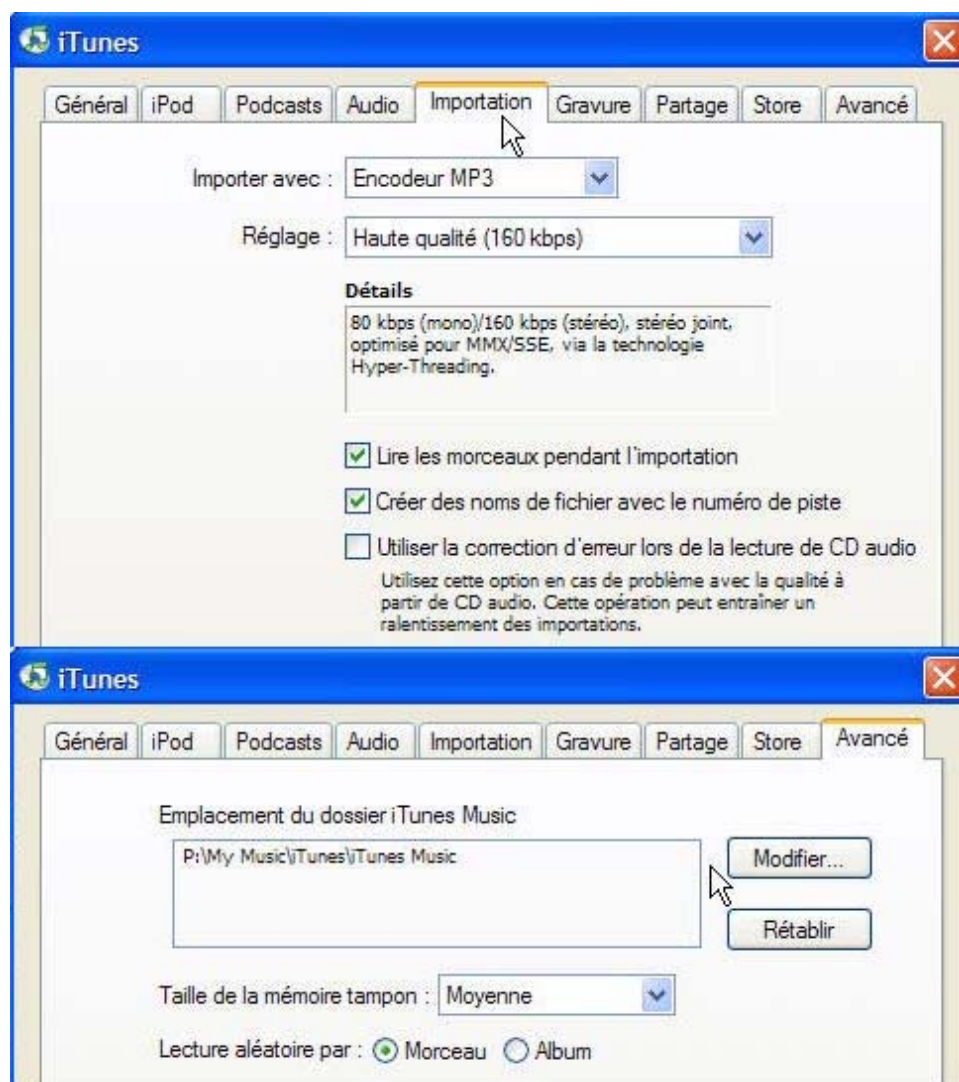 iTunes
Général iPod Podcasts Audio Importation Gravure Partage Store Avancé
Importer avec : Encodeur MP3
Réglage : Haute qualité (160 kbps)
Détails
80 kbps (mono)/160 kbps (stéréo), stéréo joint,
optimisé pour MMX/SSE, via la technologie
Hyper-Threading.
Lire les morceaux pendant l'importation
Créer des noms de fichier avec le numéro de piste
Utiliser la correction d'erreur lors de la lecture de CD audio
Utilisez cette option en cas de problème avec la qualité à
partir de CD audio. Cette opération peut entraîner un
ralentissement des importations.
iTunes
Général iPod Podcasts Audio Importation Gravure Partage Store Avancé
Emplacement du dossier iTunes Music
P:\My Music\iTunes\iTunes Music
Modifier...
Rétablir
Taille de la mémoire tampon : Moyenne
Lecture aléatoire par : Morceau Album